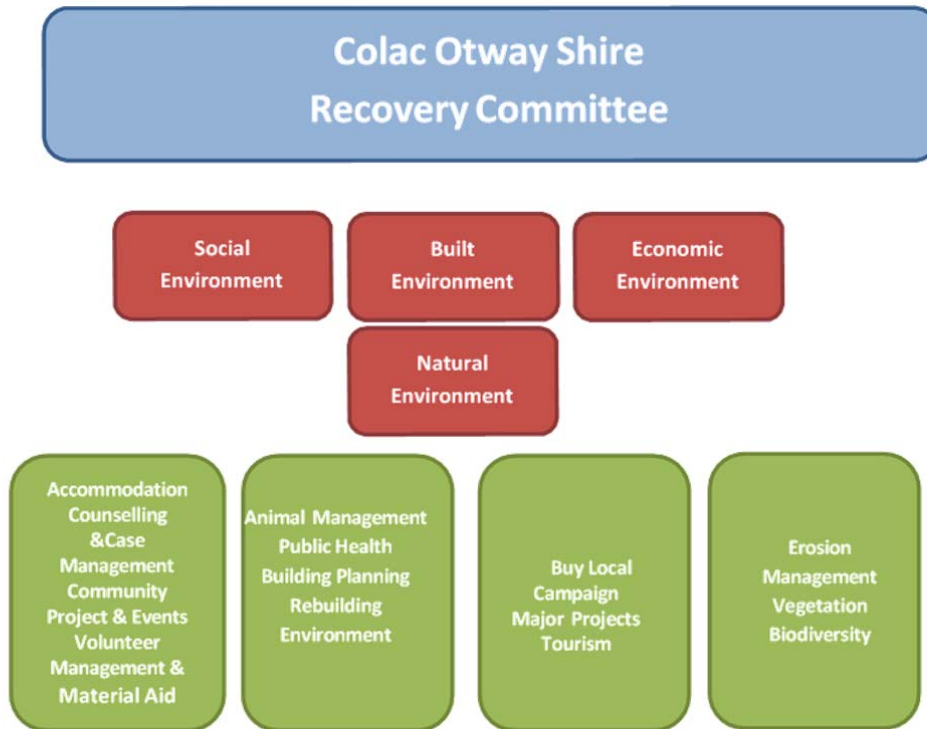 Colac Otway Shire
Recovery Committee
Social
Environment
Built
Environment
Economic
Environment
Natural
Environment
Accommodation
Counselling
&Case
Management
Community
Project & Events
Volunteer
Management &
Material Aid
Animal Management
Public Health
Building Planning
Rebuilding
Environment
Buy Local
Campaign
Major Projects
Tourism
Erosion
Management
Vegetation
Biodiversity